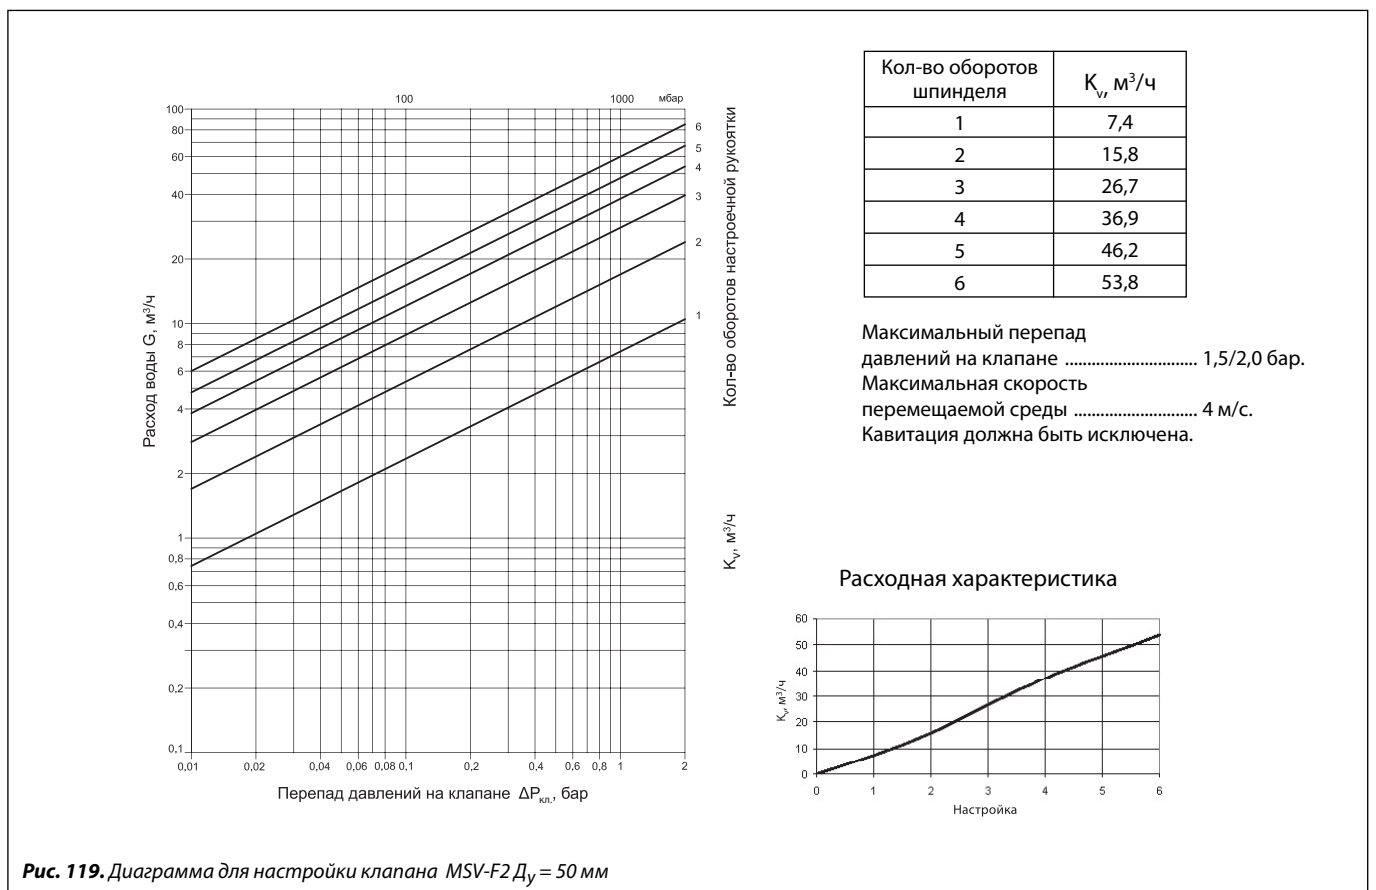 100
1000
мбар
100
80
60
40
20
10
8
6
4
2
1
0,8
0,6
0,4
0,2
0,1
Расход воды G, м³/ч
6
5
4
3
2
1
Кол-во оборотов настроечной рукоятки
Kv, м³/ч
0,01
0,02
0,04
0,06
0,08
0,1
0,2
0,4
0,6
0,8
1
2
Перепад давлений на клапане ΔPкл., бар
Кол-во оборотов
шпинделя
Kv, м³/ч
1 7,4
2 15,8
3 26,7
4 36,9
5 46,2
6 53,8
Максимальный перепад
давлений на клапане .............................. 1,5/2,0 бар.
Максимальная скорость
перемещаемой среды ............................ 4 м/с.
Кавитация должна быть исключена.
Расходная характеристика
60
50
40
30
20
10
0
Kv, м³/ч
0 1 2 3 4 5 6
Настройка
Рис. 119. Диаграмма для настройки клапана MSV-F2 Ду = 50 мм